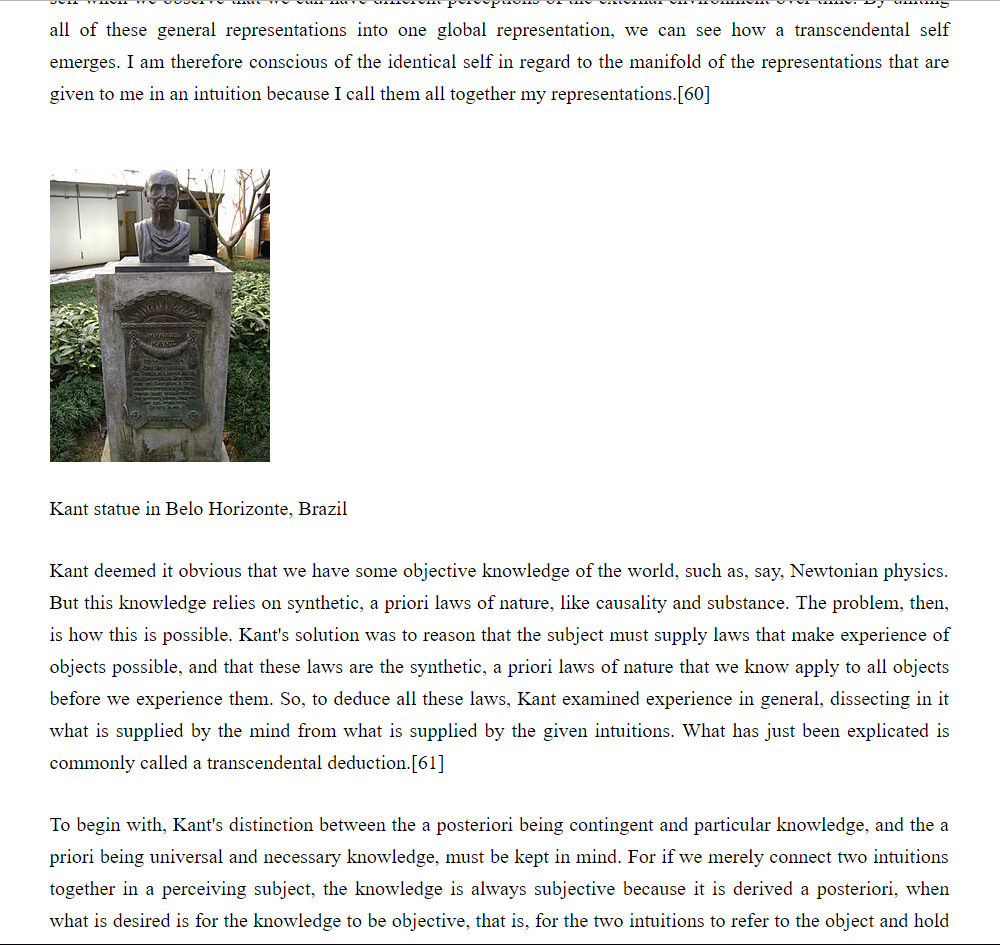 all of these general representations into one global representation, we can see how a transcendental self
emerges. I am therefore conscious of the identical self in regard to the manifold of the representations that are
given to me in an intuition because I call them all together my representations.[60]
KANT
Kant statue in Belo Horizonte, Brazil
Kant deemed it obvious that we have some objective knowledge of the world, such as, say, Newtonian physics.
But this knowledge relies on synthetic, a priori laws of nature, like causality and substance. The problem, then,
is how this is possible. Kant's solution was to reason that the subject must supply laws that make experience of
objects possible, and that these laws are the synthetic, a priori laws of nature that we know apply to all objects
before we experience them. So, to deduce all these laws, Kant examined experience in general, dissecting in it
what is supplied by the mind from what is supplied by the given intuitions. What has just been explicated is
commonly called a transcendental deduction.[61]
To begin with, Kant's distinction between the a posteriori being contingent and particular knowledge, and the a
priori being universal and necessary knowledge, must be kept in mind. For if we merely connect two intuitions
together in a perceiving subject, the knowledge is always subjective because it is derived a posteriori, when
what is desired is for the knowledge to be objective, that is, for the two intuitions to refer to the object and hold